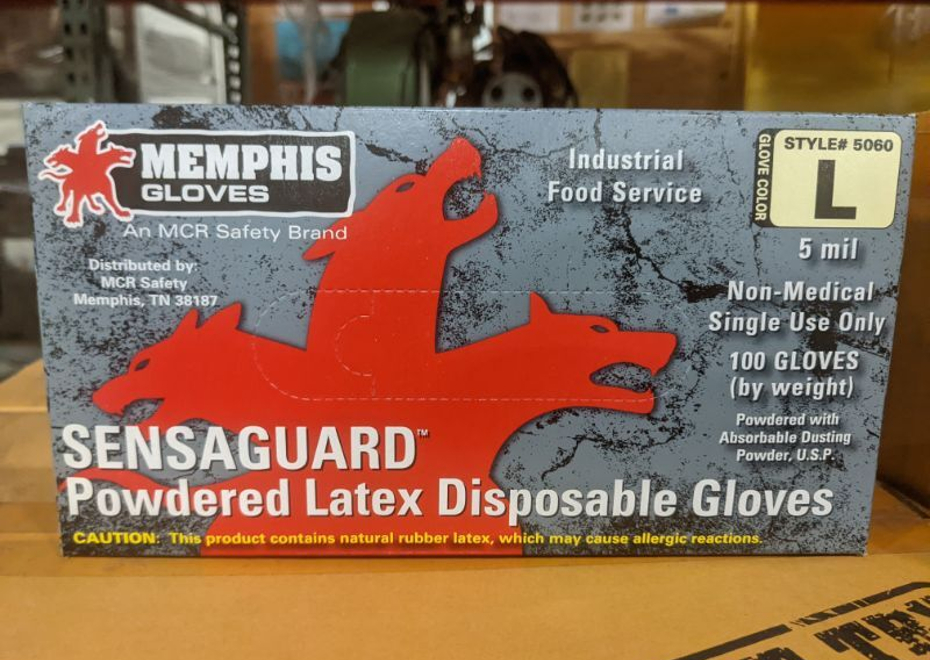 MEMPHIS
GLOVES
An MCR Safety Brand
Distributed by:
MCR Safety
Memphis, TN 38187
Industrial
Food Service
GLOVE COLOR
STYLE# 5060
L
5 mil
Non-Medical
Single Use Only
100 GLOVES
(by weight)
Powdered with
Absorbable Dusting
Powder, U.S.P.
SENSAGUARD™
Powdered Latex Disposable Gloves
CAUTION: This product contains natural rubber latex, which may cause allergic reactions.